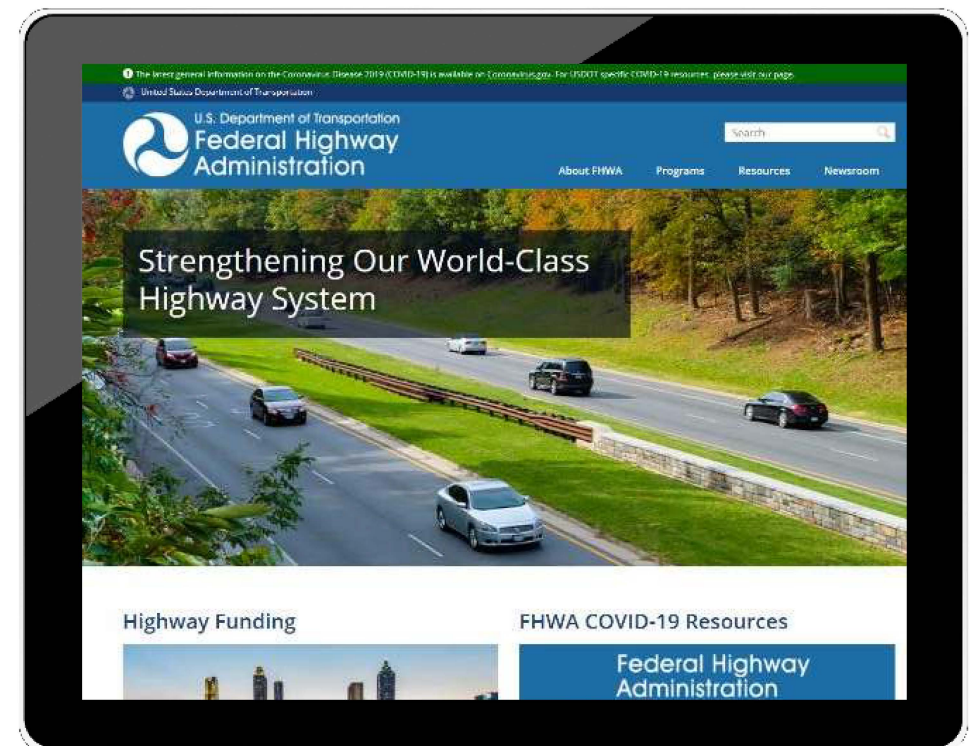 The latest general information on the Coronavirus Disease 2019 (COVID-19) is available on Coronavirus.gov. For USDOT specific COVID-19 resources, please visit our page.
United States Department of Transportation
U.S. Department of Transportation
Federal Highway
Administration
Search
About FHWA Programs Resources Newsroom
Strengthening Our World-Class
Highway System
Highway Funding
FHWA COVID-19 Resources
Federal Highway
Administration